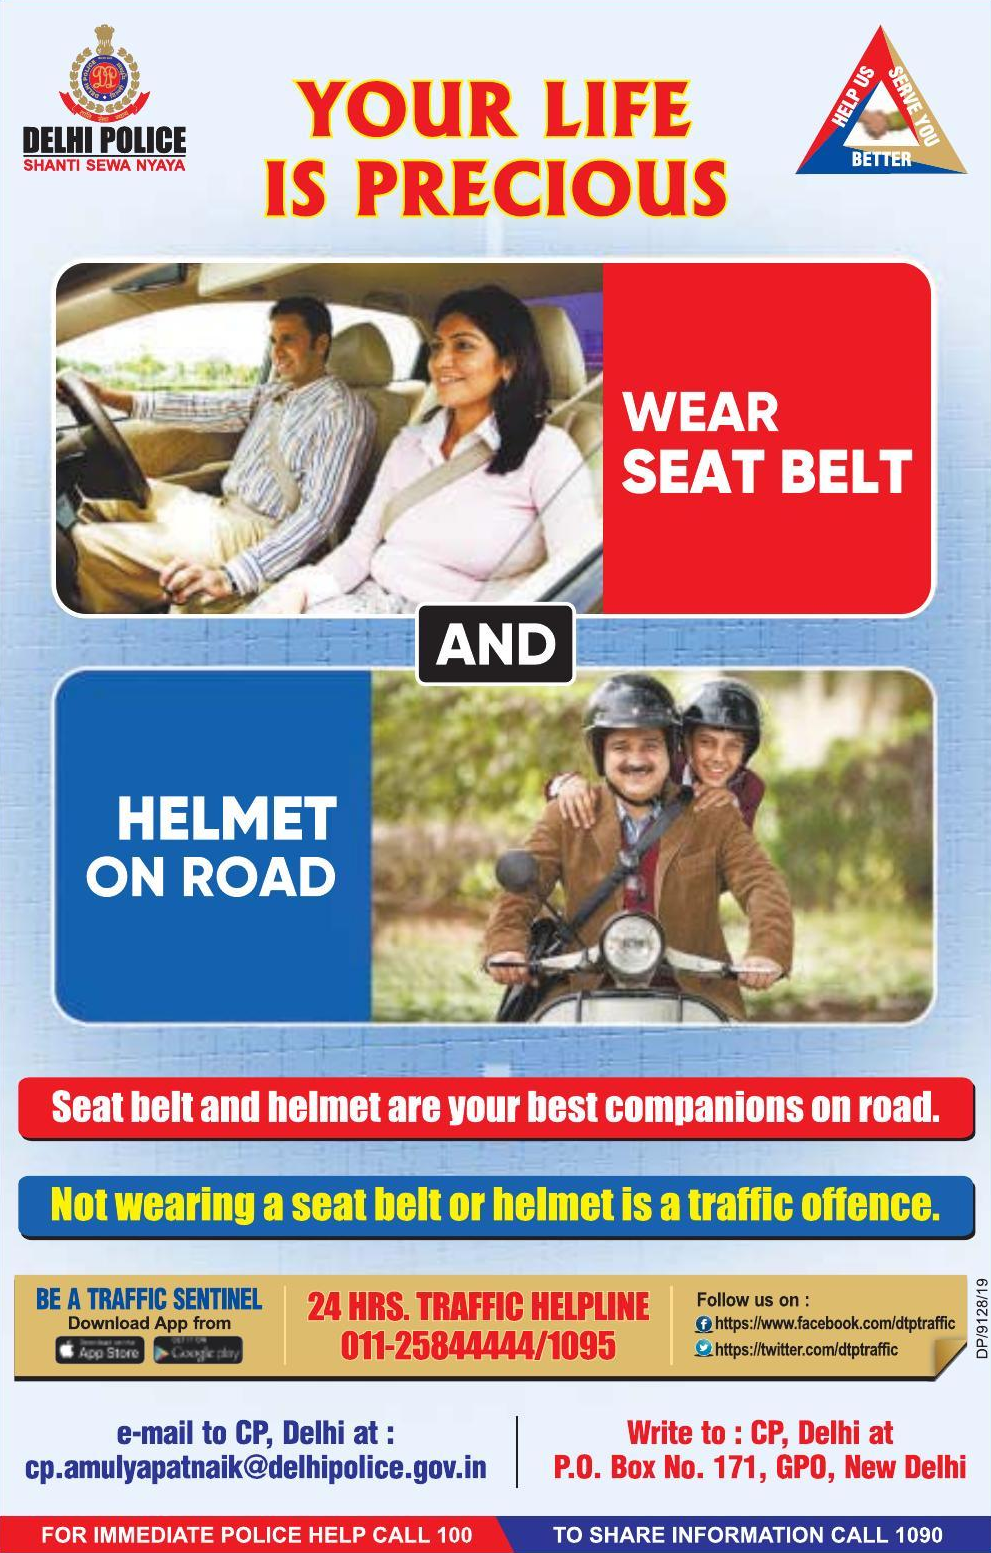 DELHI POLICE
SHANTI SEWA NYAYA
YOUR LIFE
IS PRECIOUS
HELP US
SERVE YOU
BETTER
WEAR
SEAT BELT
AND
HELMET
ON ROAD
Seat belt and helmet are your best companions on road.
Not wearing a seat belt or helmet is a traffic offence.
BE A TRAFFIC SENTINEL
Download App from
App Store
Google play
24 HRS. TRAFFIC HELPLINE
011-25844444/1095
Follow us on :
https://www.facebook.com/dtptraffic
https://twitter.com/dtptraffic
DP/9128/19
e-mail to CP, Delhi at :
cp.amulyapatnaik@delhipolice.gov.in
Write to : CP, Delhi at
P.O. Box No. 171, GPO, New Delhi
FOR IMMEDIATE POLICE HELP CALL 100
TO SHARE INFORMATION CALL 1090